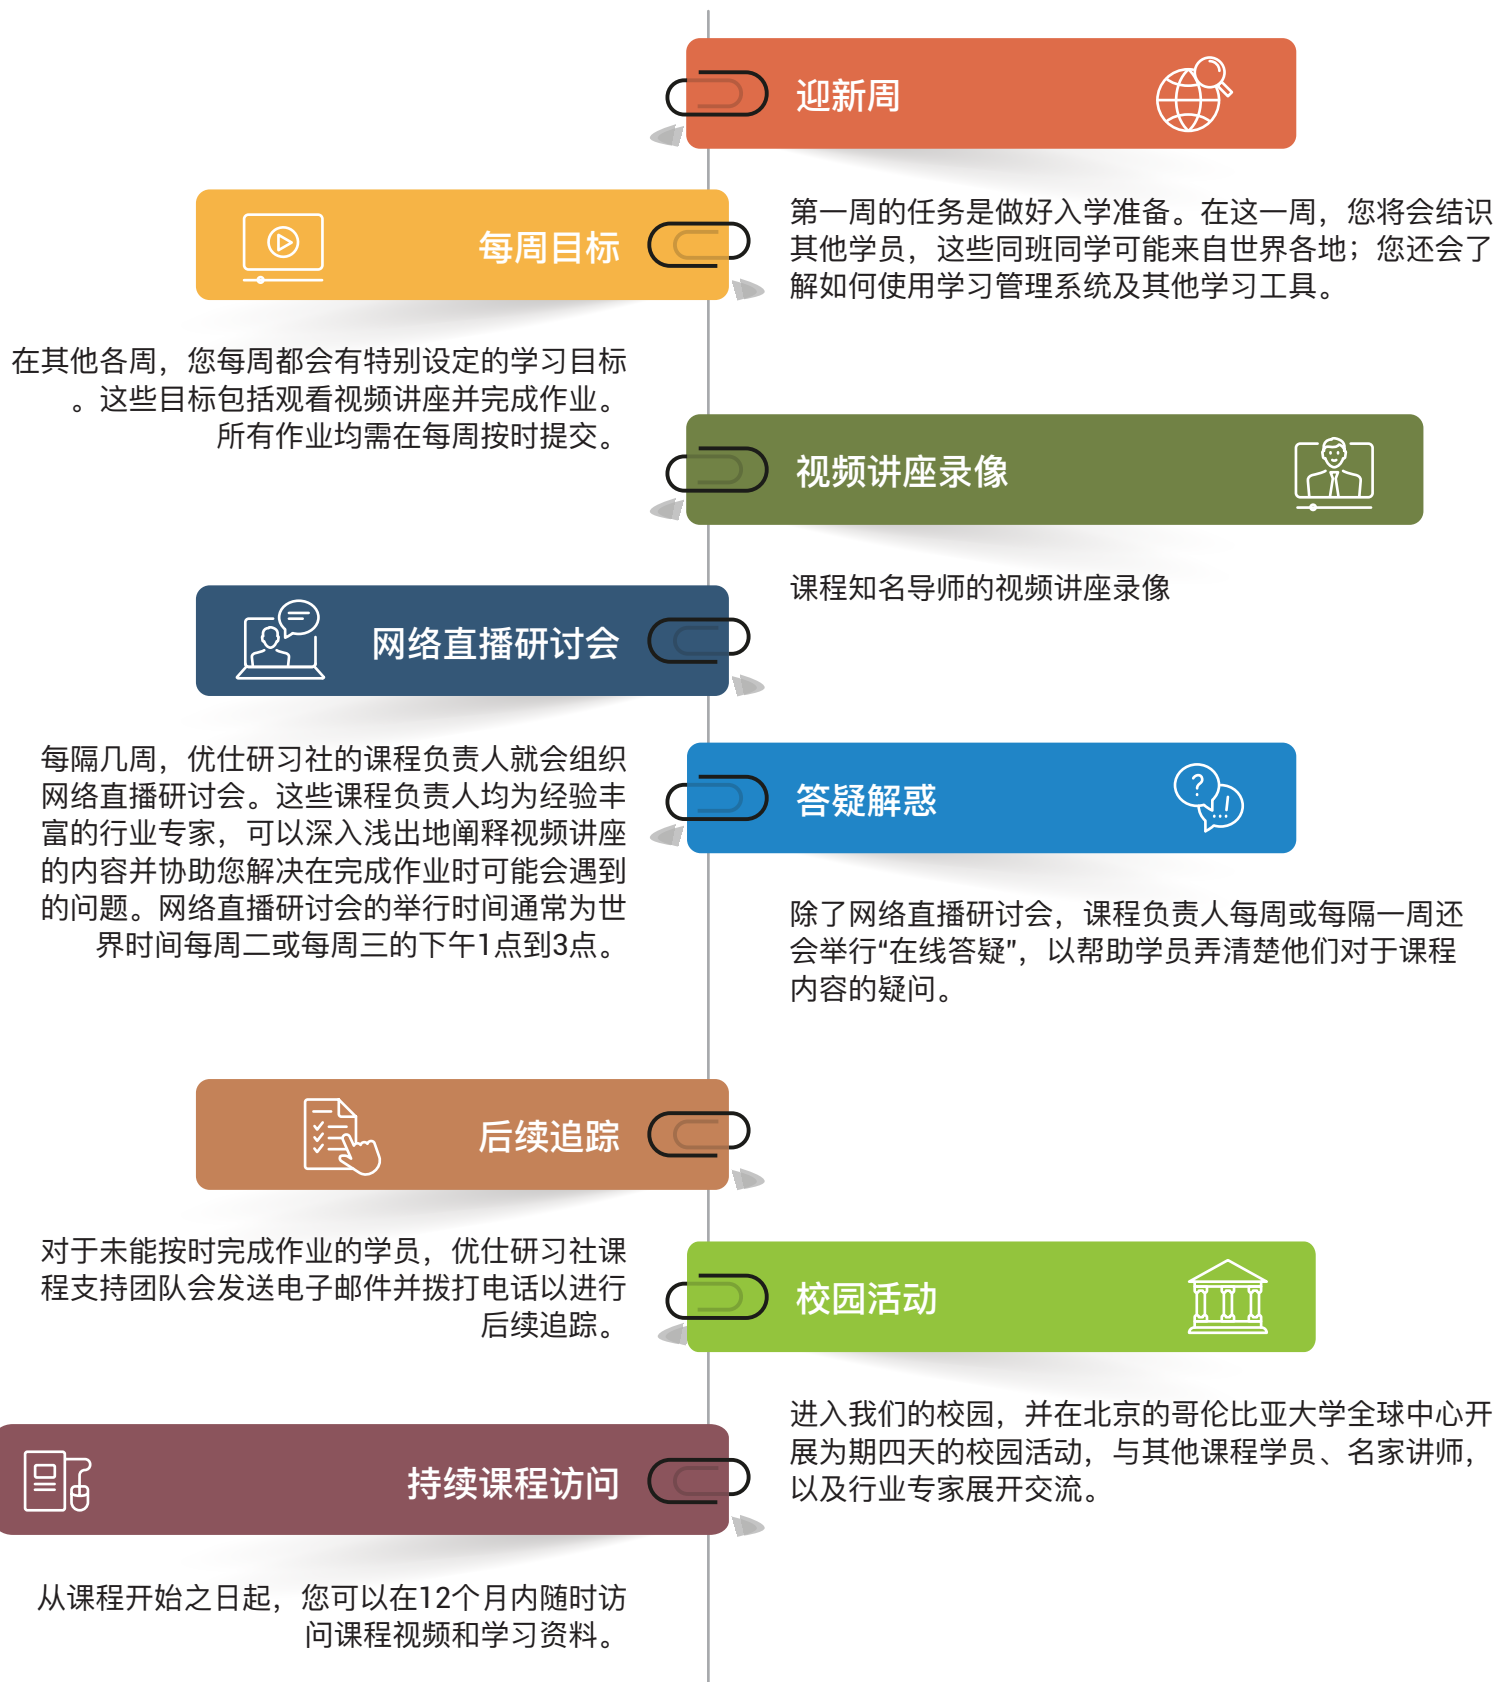 迎新周
第一周的任务是做好入学准备。在这一周，您将会结识
其他学员，这些同班同学可能来自世界各地；您还会了
解如何使用学习管理系统及其他学习工具。
每周目标
在其他各周，您每周都会有特别设定的学习目标
。这些目标包括观看视频讲座并完成作业。
所有作业均需在每周按时提交。
视频讲座录像
课程知名导师的视频讲座录像
网络直播研讨会
每隔几周，优仕研习社的课程负责人就会组织
网络直播研讨会。这些课程负责人均为经验丰
富的行业专家，可以深入浅出地阐释视频讲座
的内容并协助您解决在完成作业时可能会遇到
的问题。网络直播研讨会的举行时间通常为世
界时间每周二或每周三的下午1点到3点。
答疑解惑
除了网络直播研讨会，课程负责人每周或每隔一周还
会举行“在线答疑”，以帮助学员弄清楚他们对于课程
内容的疑问。
后续追踪
对于未能按时完成作业的学员，优仕研习社课
程支持团队会发送电子邮件并拨打电话以进行
后续追踪。
校园活动
进入我们的校园，并在北京的哥伦比亚大学全球中心开
展为期四天的校园活动，与其他课程学员、名家讲师，
以及行业专家展开交流。
持续课程访问
从课程开始之日起，您可以在12个月内随时访
问课程视频和学习资料。